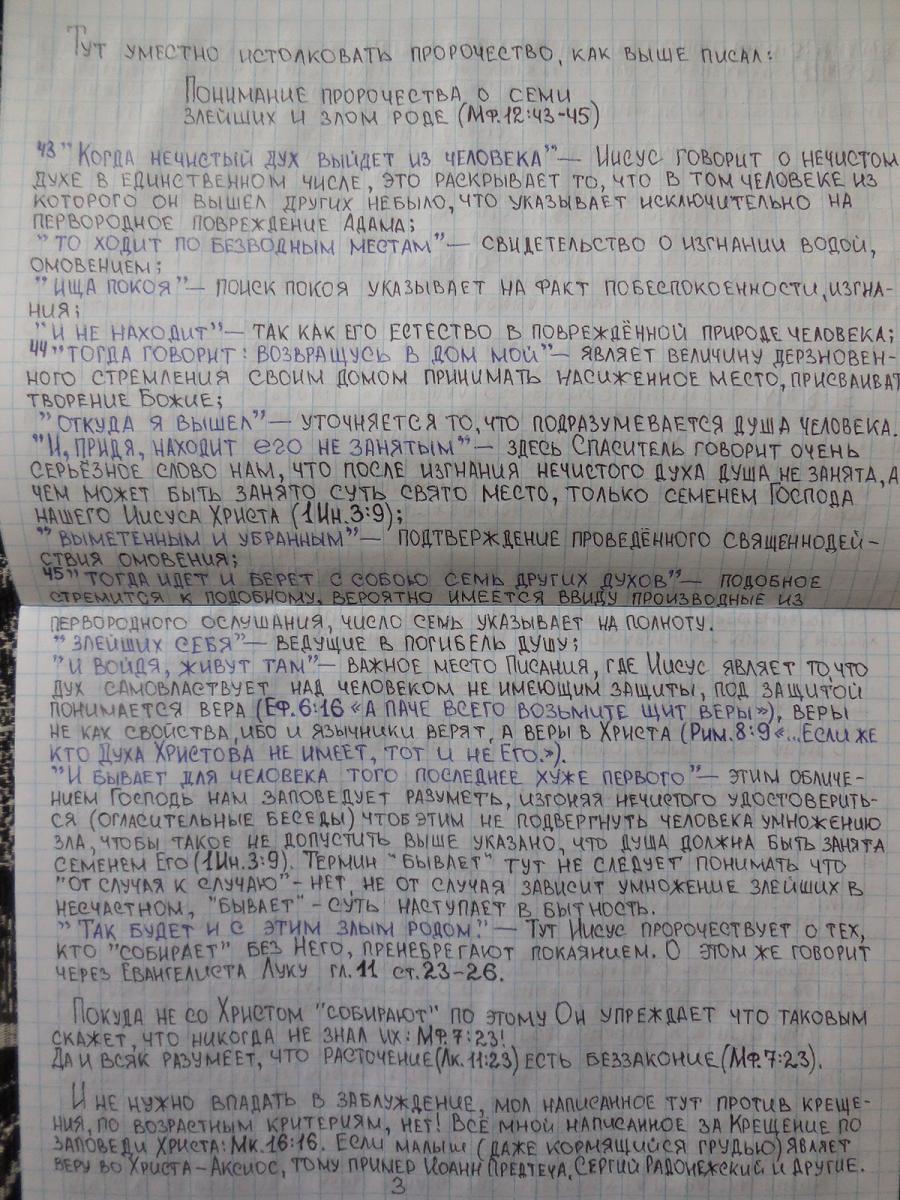 Тут уместно истолковать пророчество, как выше писал:
Понимание пророчества о семи
злейших и злом роде (Мф.12:43-45)
43 "Когда нечистый дух выйдет из человека" — Иисус говорит о нечистом
духе в единственном числе, это раскрывает то, что в том человеке из
которого он вышел других небыло, что указывает исключительно на
первородное повреждение Адама;
"то ходит по безводным местам" — свидетельство о изгнании водой,
омовением;
"ища покоя" — поиск покоя указывает на факт побеспокоенности, изгна-
ния;
"и не находит" — так как его естество в повреждённой природе человека;
44 "тогда говорит: возвращусь в дом мой" — являет величину дерзновен-
ного стремления своим домом принимать насиженное место, присваиват
творение Божие;
"откуда я вышел" — уточняется то, что подразумевается душа человека.
"И, придя, находит его не занятым" — здесь Спаситель говорит очень
серьёзное слово нам, что после изгнания нечистого духа душа не занята, а
чем может быть занято суть свято место, только семенем Господа
нашего Иисуса Христа (1Ин.3:9);
"выметенным и убранным" — подтверждение проведённого священнодей-
ствия омовения;
45 "тогда идет и берет с собою семь других духов" — подобное
стремится к подобному, вероятно имеется ввиду производные из
первородного ослушания, число семь указывает на полноту.
"злейших себя" — ведущие в погибель душу;
"и войдя, живут там" — важное место Писания, где Иисус являет то, что
дух самовластвует над человеком не имеющим защиты, под защитой
понимается вера (Еф.6:16 «а паче всего возьмите щит веры»), веры
не как свойства, ибо и язычники верят, а веры в Христа (Рим.8:9 «...Если же
кто Духа Христова не имеет, тот и не Его.»).
"И бывает для человека того последнее хуже первого" — этим обличе-
нием Господь нам заповедует разуметь, изгоняя нечистого удостоверить-
ся (огласительные беседы) чтоб этим не подвергнуть человека умножению
зла, чтобы такое не допустить выше указано, что душа должна быть занята
семенем Его (1Ин.3:9). Термин "бывает" тут не следует понимать что
"от случая к случаю" - нет, не от случая зависит умножение злейших в
несчастном, "бывает" - суть наступает в бытность.
"Так будет и с этим злым родом." — Тут Иисус пророчествует о тех,
кто "собирает" без Него, пренебрегают покаянием. О этом же говорит
через Евангелиста Луку гл.11 ст.23-26.
Покуда не со Христом "собирают" по этому Он упреждает что таковым
скажет, что никогда не знал их: Мф.7:23!
Да и всяк разумеет, что расточение (Лк.11:23) есть беззаконие (Мф.7:23).
И не нужно впадать в заблуждение, мол написанное тут против креще-
ния, по возрастным критериям, нет! Всё мной написанное за Крещение по
заповеди Христа: Мк.16:16. Если малыш (даже кормящийся грудью) являет
веру во Христа - Аксиос, тому пример Иоанн Предтеча, Сергий Радонежский и другие.
3